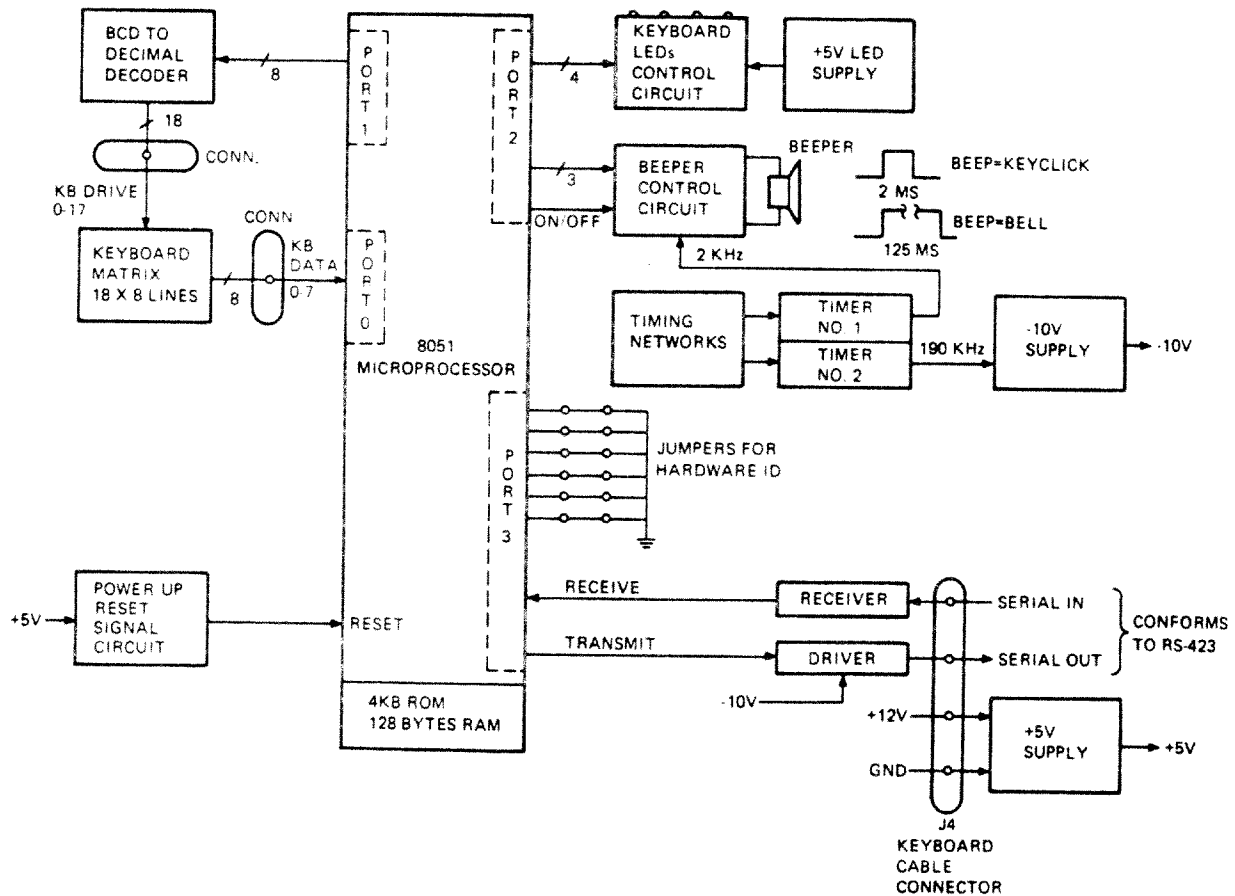 BCD TO
DECIMAL
DECODER
8
18
CONN.
KB DRIVE
0-17
KEYBOARD
MATRIX
18 X 8 LINES
8
CONN
KB
DATA
0-7
PORT 1
PORT 0
PORT 2
PORT 3
8051
MICROPROCESSOR
4
KEYBOARD
LEDs
CONTROL
CIRCUIT
+5V LED
SUPPLY
3
ON/OFF
BEEPER
CONTROL
CIRCUIT
BEEPER
BEEP=KEYCLICK
2 MS
BEEP=BELL
125 MS
2 KHz
TIMING
NETWORKS
TIMER
NO. 1
TIMER
NO. 2
190 KHz
-10V
SUPPLY
-10V
JUMPERS FOR
HARDWARE ID
+5V
POWER UP
RESET
SIGNAL
CIRCUIT
RESET
4KB ROM
128 BYTES RAM
RECEIVE
RECEIVER
SERIAL IN
TRANSMIT
DRIVER
SERIAL OUT
CONFORMS
TO RS-423
-10V
+12V
GND
+5V
SUPPLY
+5V
J4
KEYBOARD
CABLE
CONNECTOR